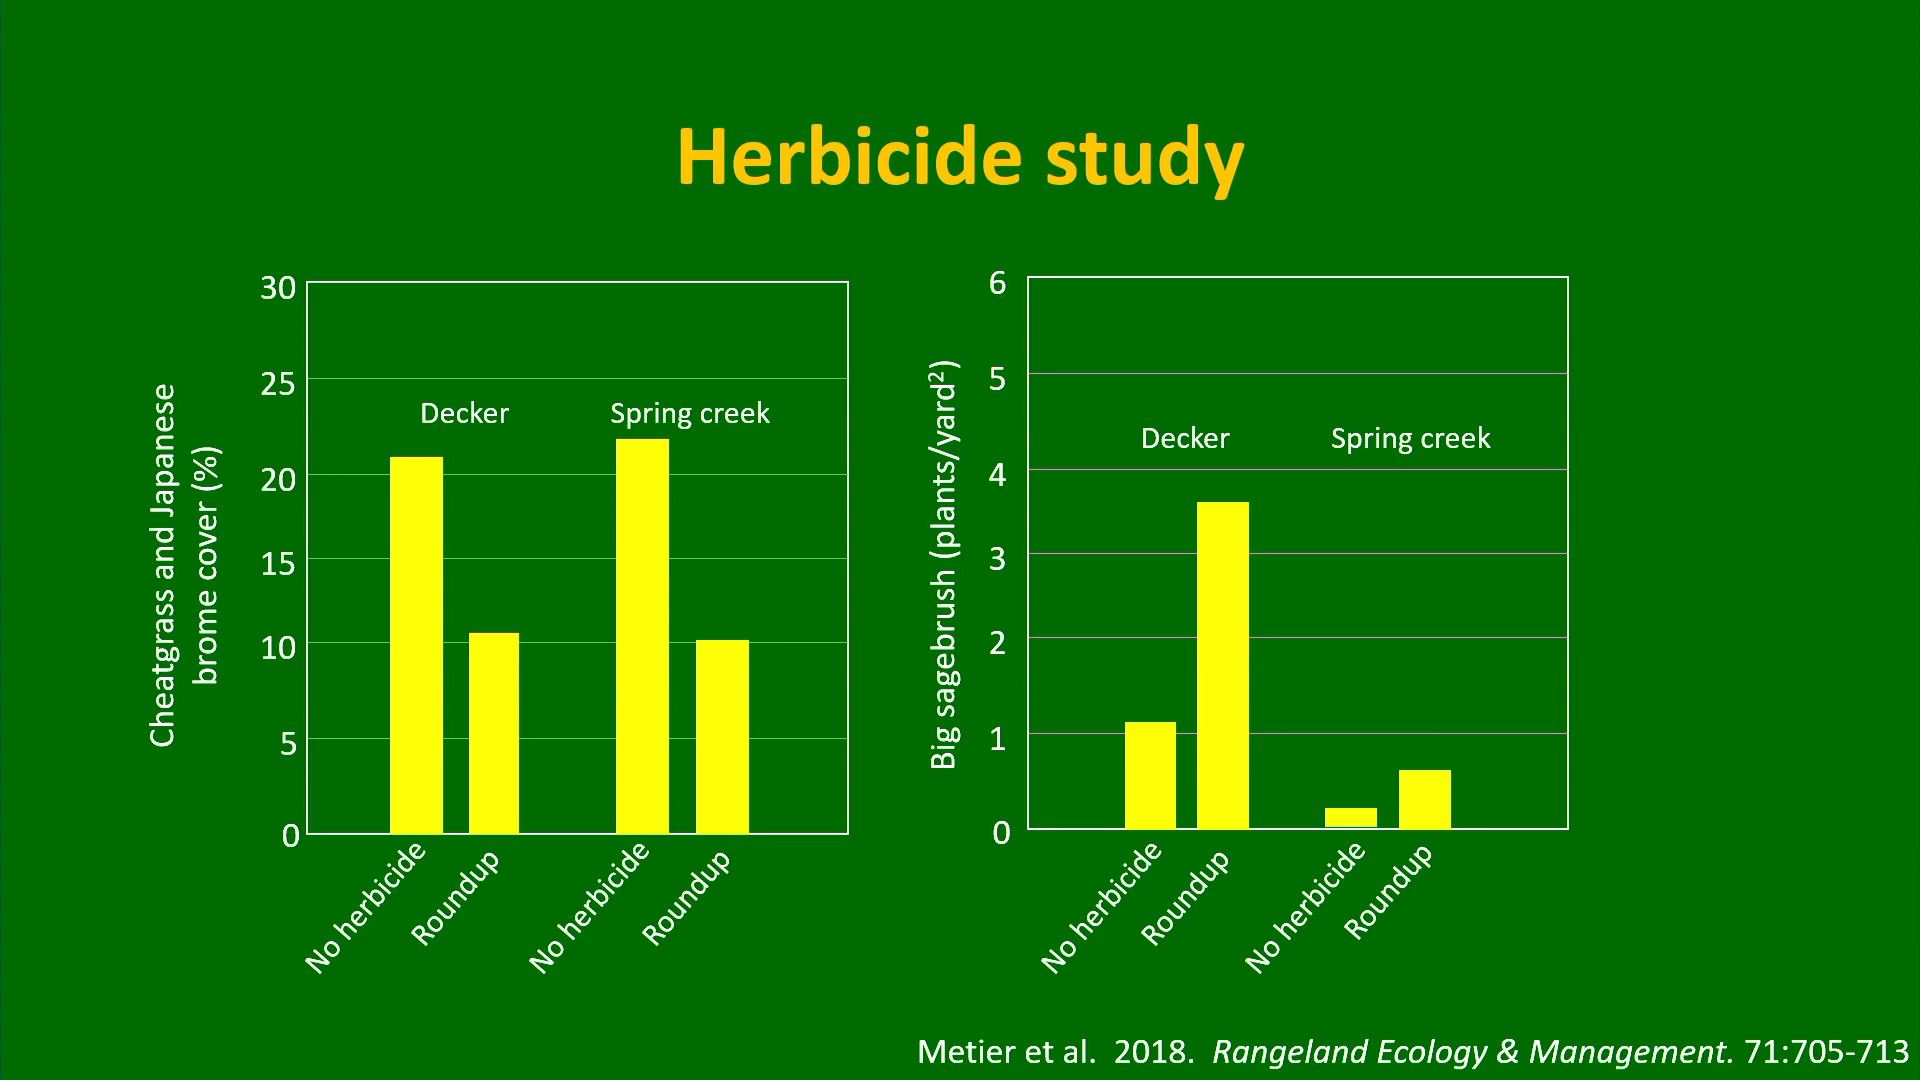 Herbicide study
Cheatgrass and Japanese
brome cover (%)
30
25
20
15
10
5
0
Decker
Spring creek
No herbicide
Roundup
No herbicide
Roundup
Big sagebrush (plants/yard²)
6
5
4
3
2
1
0
Decker
Spring creek
No herbicide
Roundup
No herbicide
Roundup
Metier et al. 2018. Rangeland Ecology & Management. 71:705-713